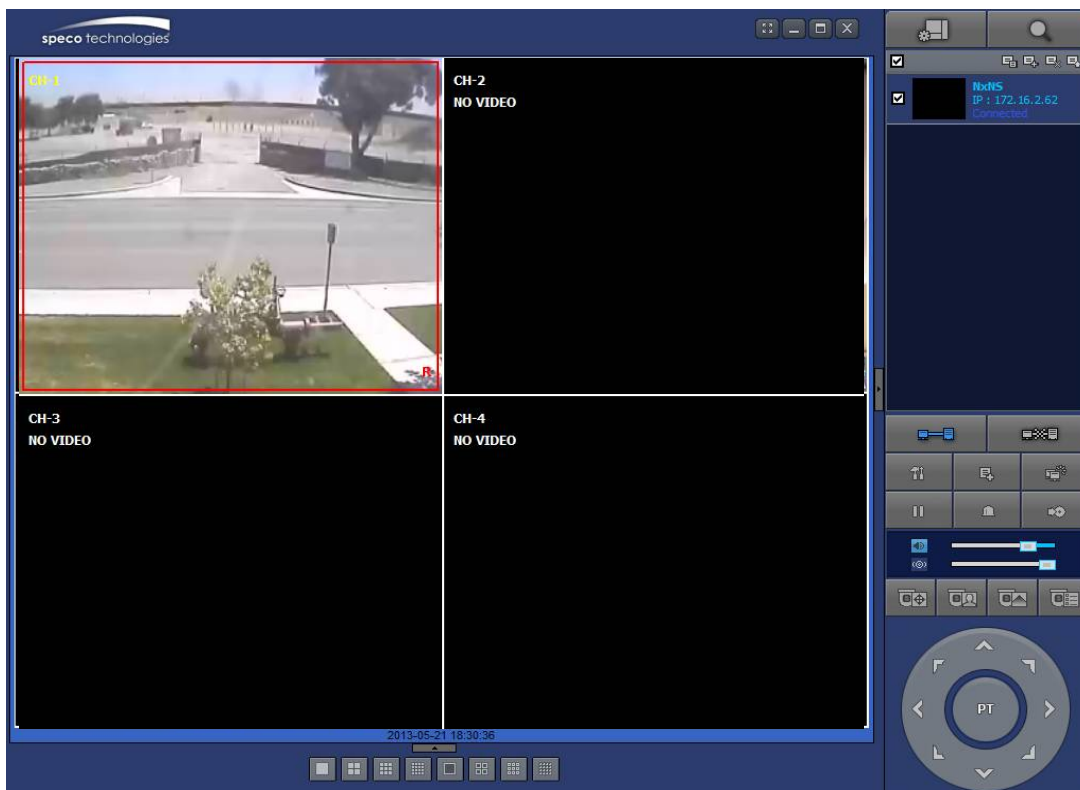 speco technologies
CH-1
R
CH-2
NO VIDEO
CH-3
NO VIDEO
CH-4
NO VIDEO
2013-05-21 18:30:36
NxNS
IP : 172.16.2.62
Connected
PT